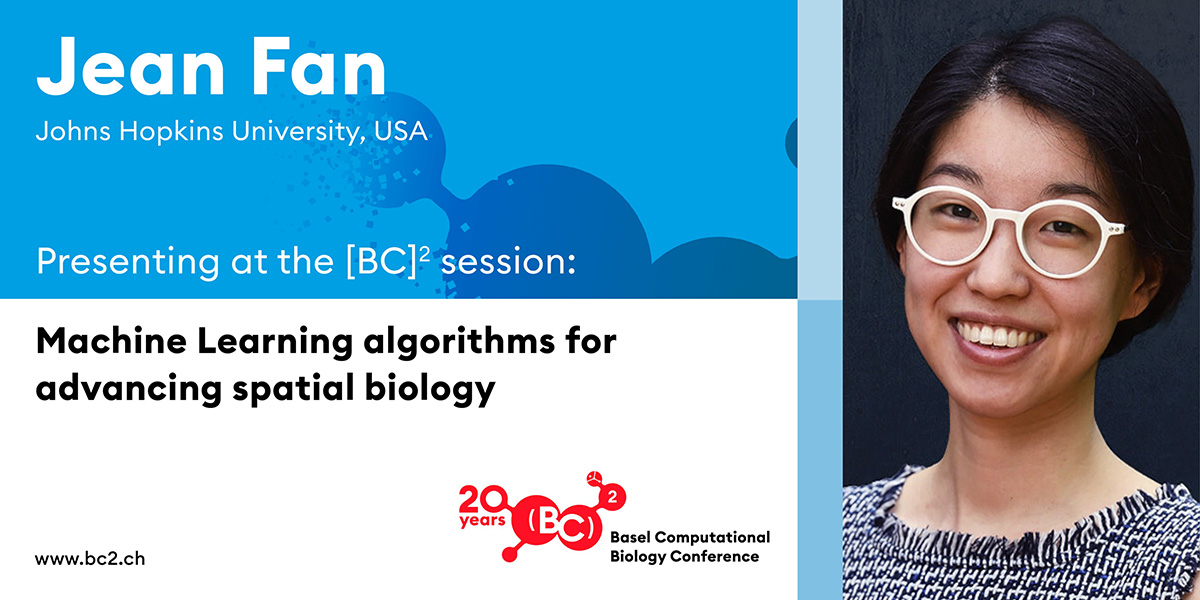 Jean Fan
Johns Hopkins University, USA
Presenting at the [BC]² session:
Machine Learning algorithms for
advancing spatial biology
20
years
(BC)
2
Basel Computational
Biology Conference
www.bc2.ch